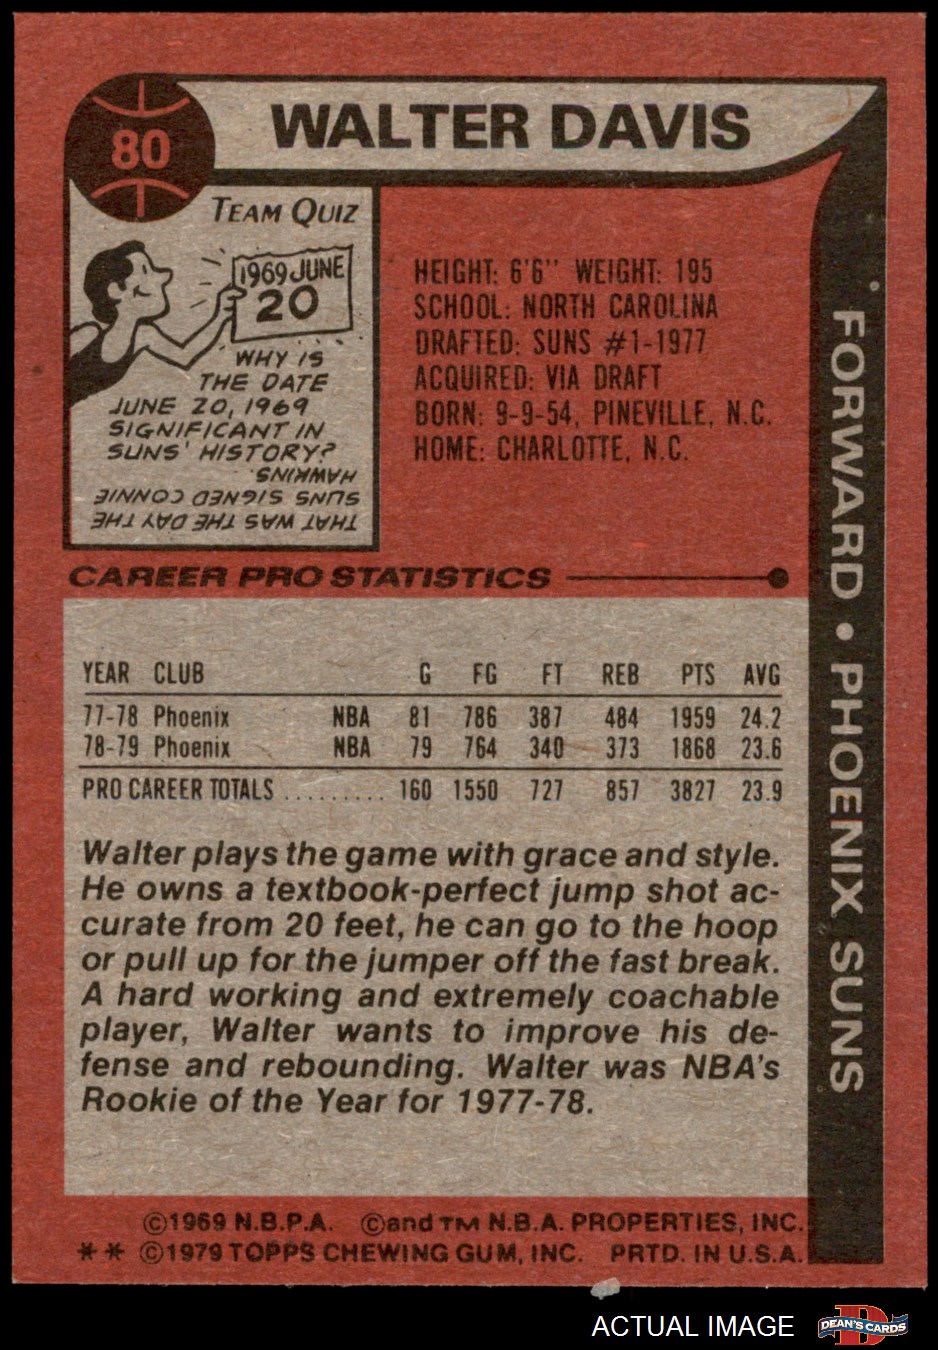 80
WALTER DAVIS
TEAM QUIZ
1969 JUNE
20
WHY IS
THE DATE
JUNE 20, 1969
SIGNIFICANT IN
SUNS' HISTORY?
THAT WAS THE DAY THE
SUNS SIGNED CONNIE
HAWKINS.
HEIGHT: 6'6" WEIGHT: 195
SCHOOL: NORTH CAROLINA
DRAFTED: SUNS #1-1977
ACQUIRED: VIA DRAFT
BORN: 9-9-54, PINEVILLE, N.C.
HOME: CHARLOTTE, N.C.
FORWARD • PHOENIX SUNS
CAREER PRO STATISTICS
YEAR CLUB G FG FT REB PTS AVG
77-78 Phoenix NBA 81 786 387 484 1959 24.2
78-79 Phoenix NBA 79 764 340 373 1868 23.6
PRO CAREER TOTALS .......... 160 1550 727 857 3827 23.9
Walter plays the game with grace and style.
He owns a textbook-perfect jump shot ac-
curate from 20 feet, he can go to the hoop
or pull up for the jumper off the fast break.
A hard working and extremely coachable
player, Walter wants to improve his de-
fense and rebounding. Walter was NBA's
Rookie of the Year for 1977-78.
©1969 N.B.P.A. ©and TM N.B.A. PROPERTIES, INC.
** ©1979 TOPPS CHEWING GUM, INC. PRTD. IN U.S.A.
ACTUAL IMAGE
D
DEAN'S CARDS